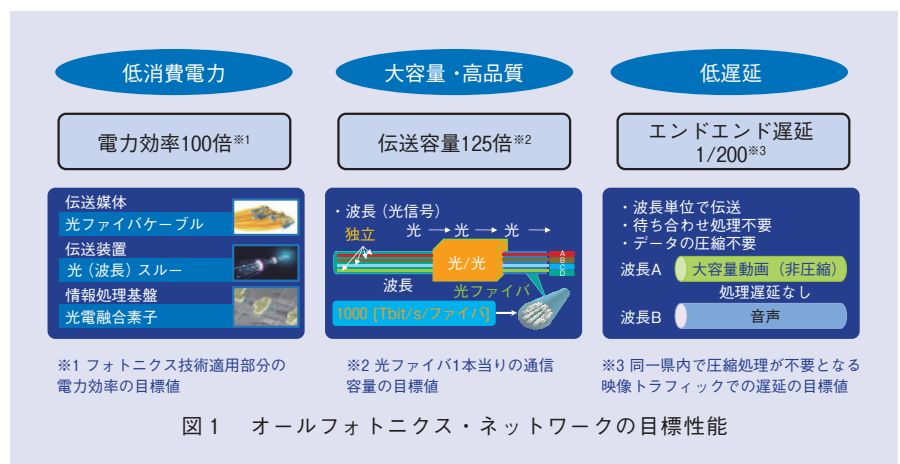 低消費電力
電力効率100倍※1
伝送媒体
光ファイバケーブル
伝送装置
光（波長）スルー
情報処理基盤
光電融合素子
※1 フォトニクス技術適用部分の
電力効率の目標値
大容量・高品質
伝送容量125倍※2
・波長（光信号）
独立
光→光→光→
光/光
A
B
C
D
波長
光ファイバ
1000 [Tbit/s/ファイバ]
※2 光ファイバ1本当りの通信
容量の目標値
低遅延
エンドエンド遅延
1/200※3
・波長単位で伝送
・待ち合わせ処理不要
・データの圧縮不要
波長A 大容量動画（非圧縮）
処理遅延なし
波長B 音声
※3 同一県内で圧縮処理が不要となる
映像トラフィックでの遅延の目標値
図1 オールフォトニクス・ネットワークの目標性能